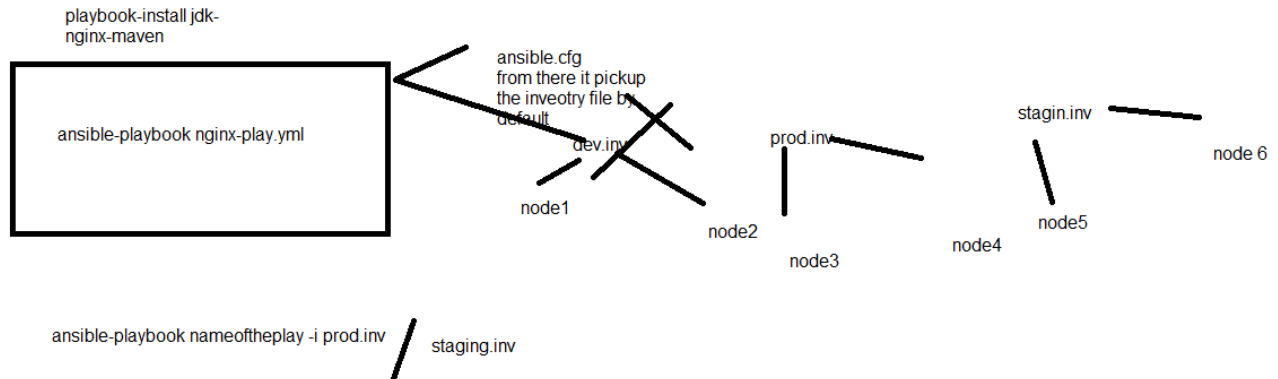 playbook-install jdk-
nginx-maven
ansible-playbook nginx-play.yml
ansible.cfg
from there it pickup
the inveotry file by
default
dev.inv
node1
node2
prod.inv
node3
node4
stagin.inv
node5
node 6
ansible-playbook nameoftheplay -i prod.inv
staging.inv